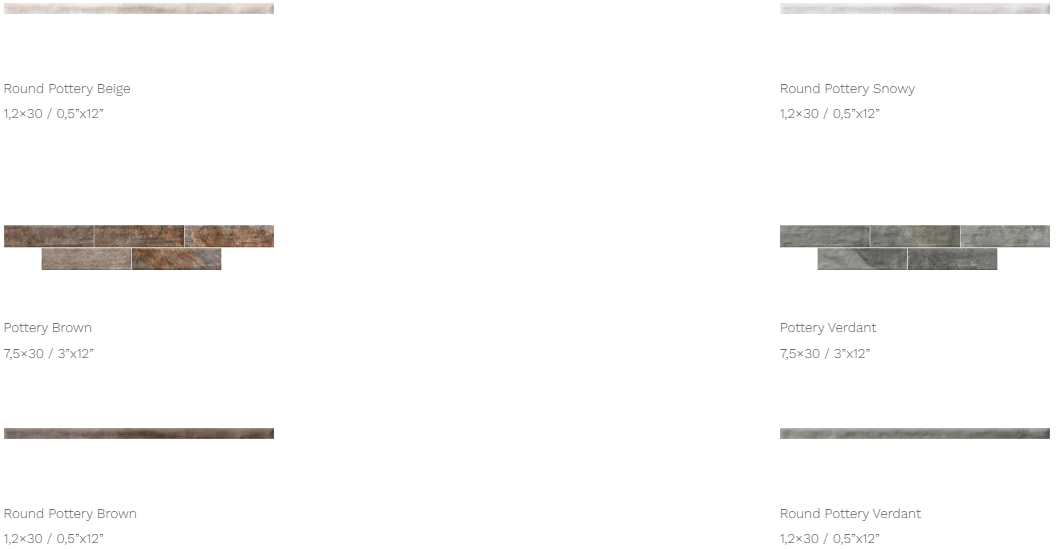 Round Pottery Beige
1,2×30 / 0,5”x12”
Round Pottery Snowy
1,2×30 / 0,5”x12”
Pottery Brown
7,5×30 / 3”x12”
Pottery Verdant
7,5×30 / 3”x12”
Round Pottery Brown
1,2×30 / 0,5”x12”
Round Pottery Verdant
1,2×30 / 0,5”x12”